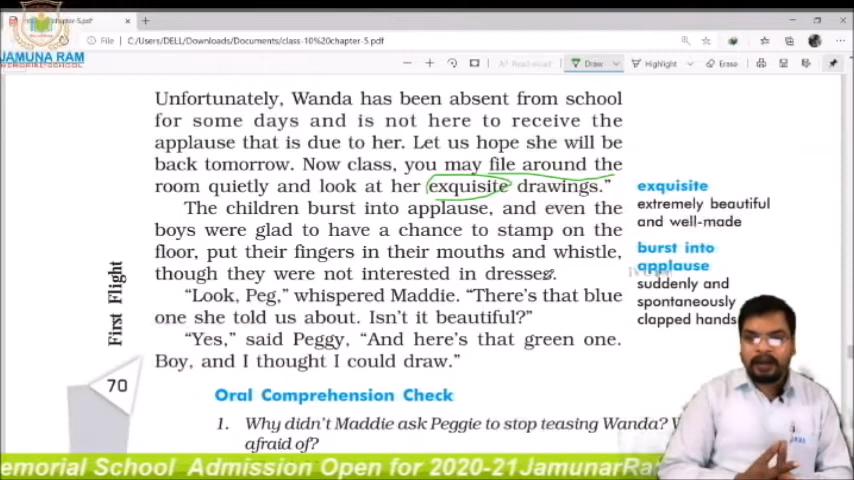 chapter-5.pdf
File
C:/Users/DELL/Downloads/Documents/class-10%20chapter-5.pdf
JAMUNA RAM
Read aloud
Draw
Highlight
Erase
Unfortunately, Wanda has been absent from school
for some days and is not here to receive the
applause that is due to her. Let us hope she will be
back tomorrow. Now class, you may file around the
room quietly and look at her exquisite drawings.”
exquisite
extremely beautiful
and well-made
The children burst into applause, and even the
boys were glad to have a chance to stamp on the
floor, put their fingers in their mouths and whistle,
though they were not interested in dresses.
burst into
applause
suddenly and
spontaneously
clapped hands
“Look, Peg,” whispered Maddie. “There’s that blue
one she told us about. Isn’t it beautiful?”
“Yes,” said Peggy, “And here’s that green one.
Boy, and I thought I could draw.”
First Flight
70
Oral Comprehension Check
1. Why didn’t Maddie ask Peggie to stop teasing Wanda?
afraid of?
emorial School Admission Open for 2020-21JamunarRa